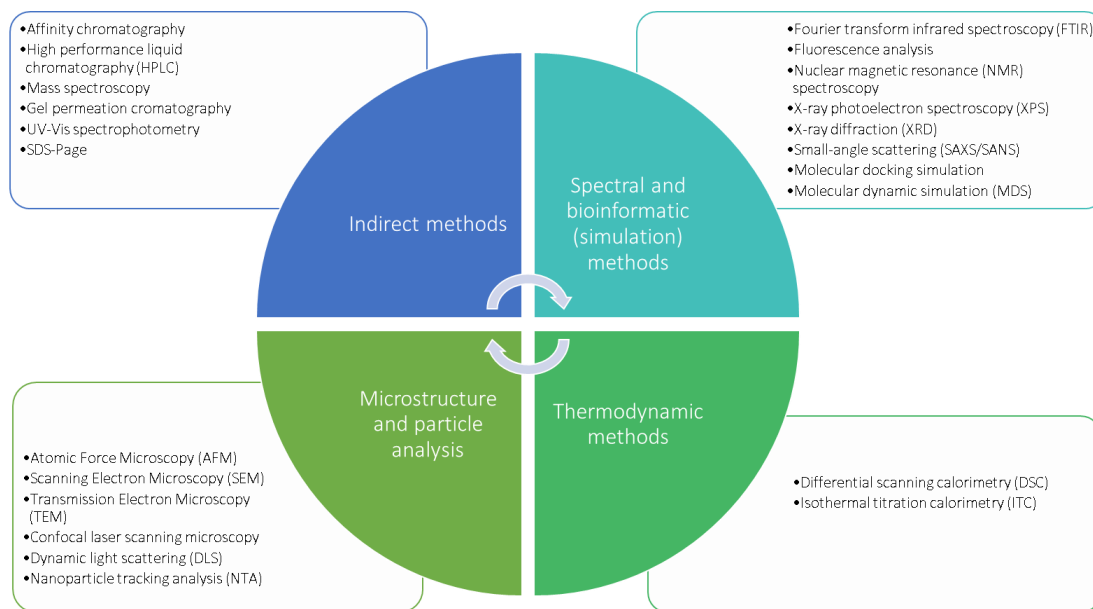 •Affinity chromatography
•High performance liquid
chromatography (HPLC)
•Mass spectroscopy
•Gel permeation cromatography
•UV-Vis spectrophotometry
•SDS-Page
•Fourier transform infrared spectroscopy (FTIR)
•Fluorescence analysis
•Nuclear magnetic resonance (NMR)
spectroscopy
•X-ray photoelectron spectroscopy (XPS)
•X-ray diffraction (XRD)
•Small-angle scattering (SAXS/SANS)
•Molecular docking simulation
•Molecular dynamic simulation (MDS)
Indirect methods
Spectral and
bioinformatic
(simulation)
methods
Microstructure
and particle
analysis
Thermodynamic
methods
•Atomic Force Microscopy (AFM)
•Scanning Electron Microscopy (SEM)
•Transmission Electron Microscopy
(TEM)
•Confocal laser scanning microscopy
•Dynamic light scattering (DLS)
•Nanoparticle tracking analysis (NTA)
•Differential scanning calorimetry (DSC)
•Isothermal titration calorimetry (ITC)